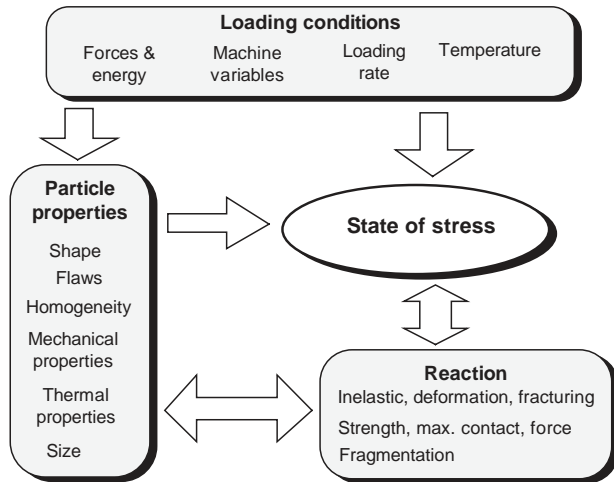 Loading conditions
Forces &
energy
Machine
variables
Loading
rate
Temperature
Particle
properties
Shape
Flaws
Homogeneity
Mechanical
properties
Thermal
properties
Size
State of stress
Reaction
Inelastic, deformation, fracturing
Strength, max. contact, force
Fragmentation